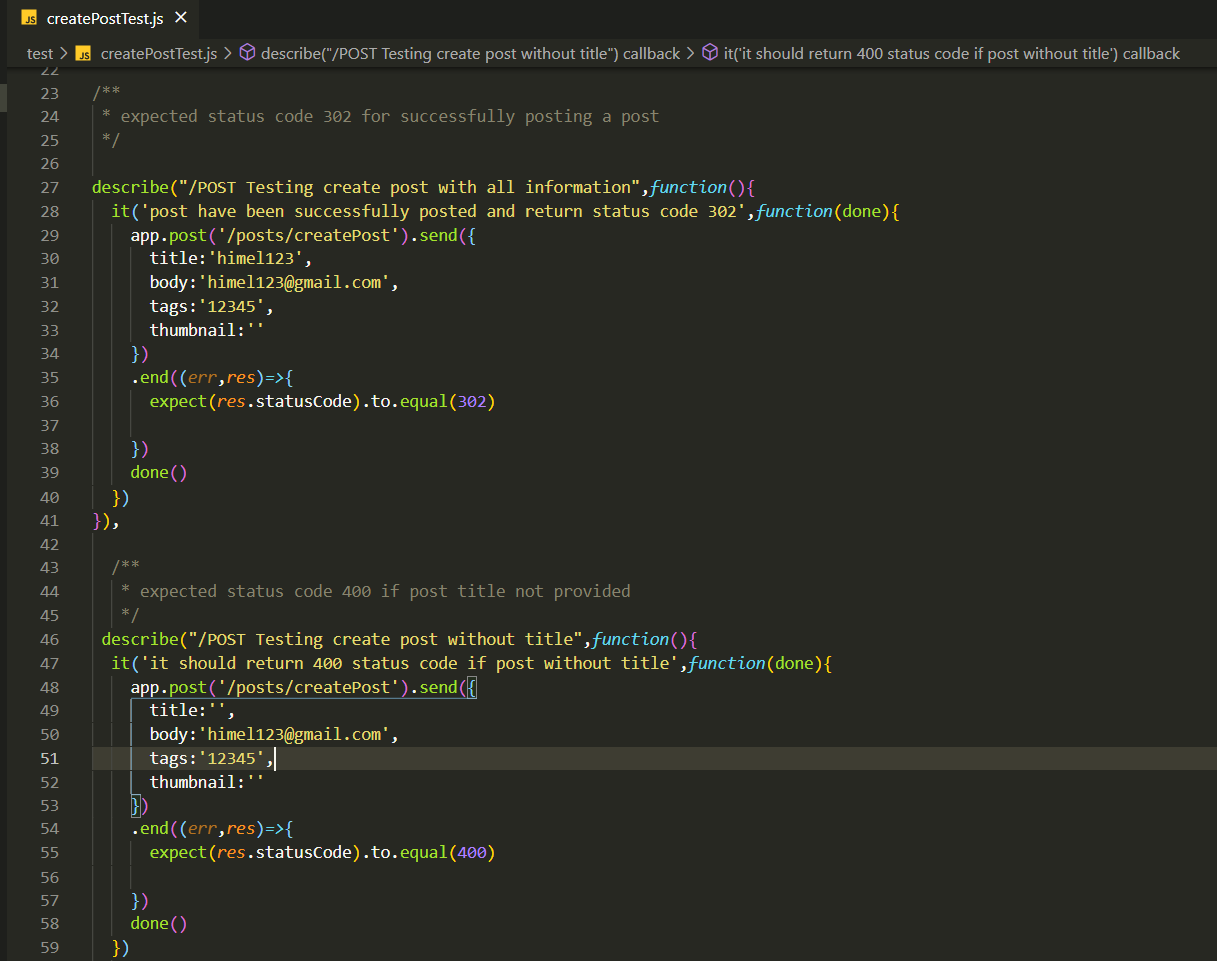 JS createPostTest.js ×
test > JS createPostTest.js > describe("/POST Testing create post without title") callback > it('it should return 400 status code if post without title') callback
22
23 /**
24 * expected status code 302 for successfully posting a post
25 */
26
27 describe("/POST Testing create post with all information",function(){
28 it('post have been successfully posted and return status code 302',function(done){
29 app.post('/posts/createPost').send({
30 title:'himel123',
31 body:'himel123@gmail.com',
32 tags:'12345',
33 thumbnail:''
34 })
35 .end((err,res)=>{
36 expect(res.statusCode).to.equal(302)
37
38 })
39 done()
40 })
41 }),
42
43 /**
44 * expected status code 400 if post title not provided
45 */
46 describe("/POST Testing create post without title",function(){
47 it('it should return 400 status code if post without title',function(done){
48 app.post('/posts/createPost').send({
49 title:'',
50 body:'himel123@gmail.com',
51 tags:'12345',
52 thumbnail:''
53 })
54 .end((err,res)=>{
55 expect(res.statusCode).to.equal(400)
56
57 })
58 done()
59 })